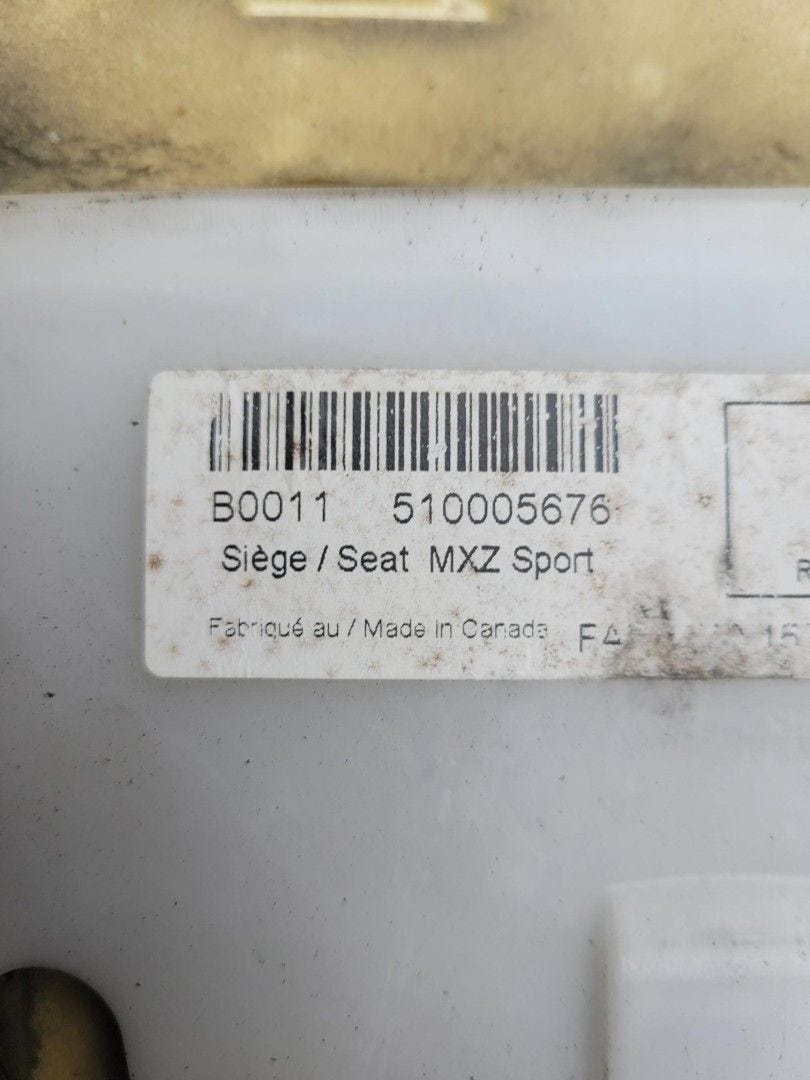 B0011 510005676
Siège / Seat MXZ Sport
R
Fabriqué au / Made in Canada